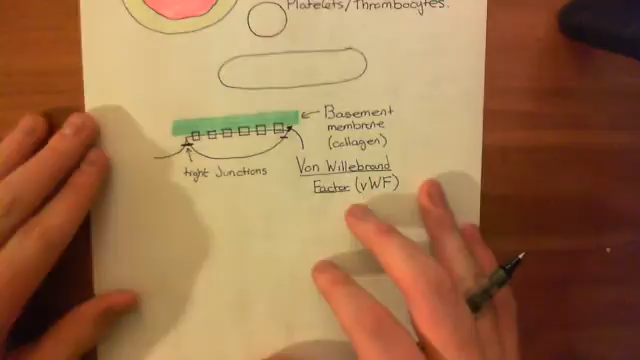 Platelets/Thrombocytes.
Basement
membrane
(collagen)
tight Junctions
Von Willebrand
Factor (vWF)